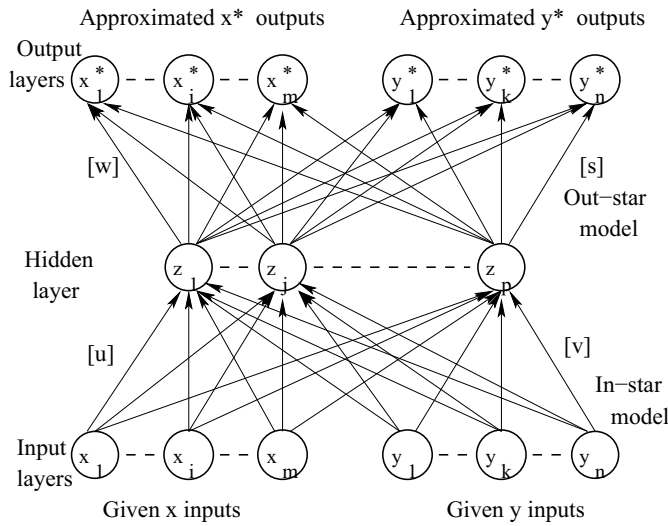 Approximated x* outputs Approximated y* outputs
Output layers
x*1 x*i x*m y*1 y*k y*n
[w] [s]
Out−star model
Hidden layer
z1 zj zp
[u] [v]
In−star model
Input layers
x1 xi xm y1 yk yn
Given x inputs Given y inputs